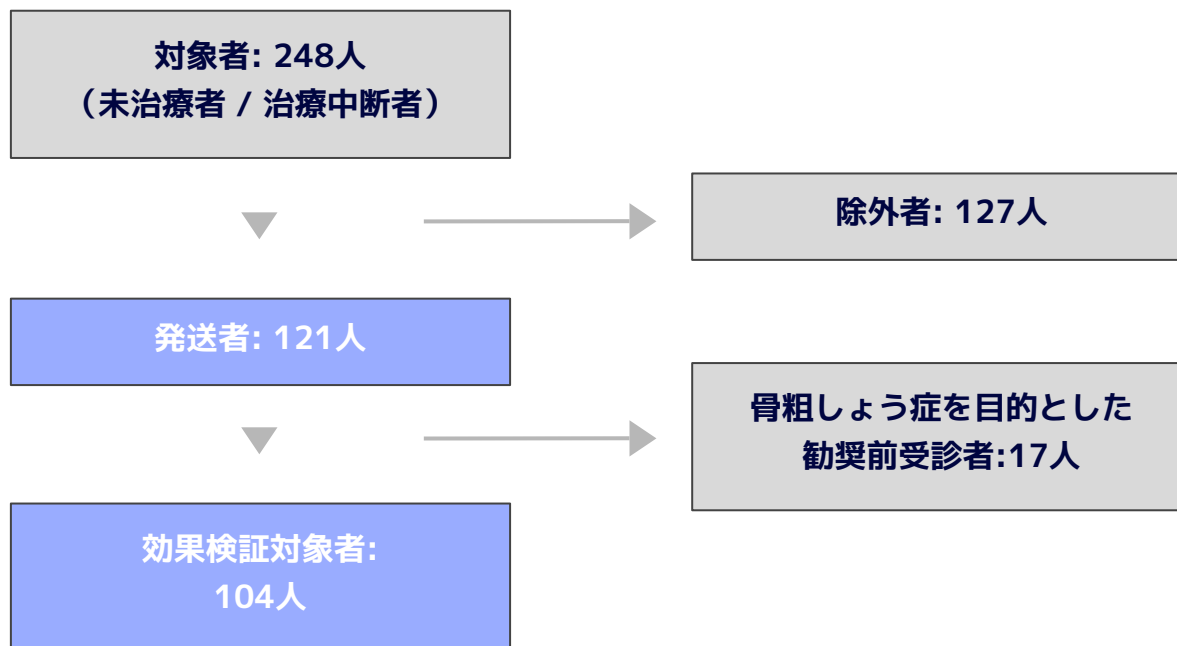 対象者: 248人
（未治療者 / 治療中断者）
除外者: 127人
発送者: 121人
骨粗しょう症を目的とした
勧奨前受診者:17人
効果検証対象者:
104人